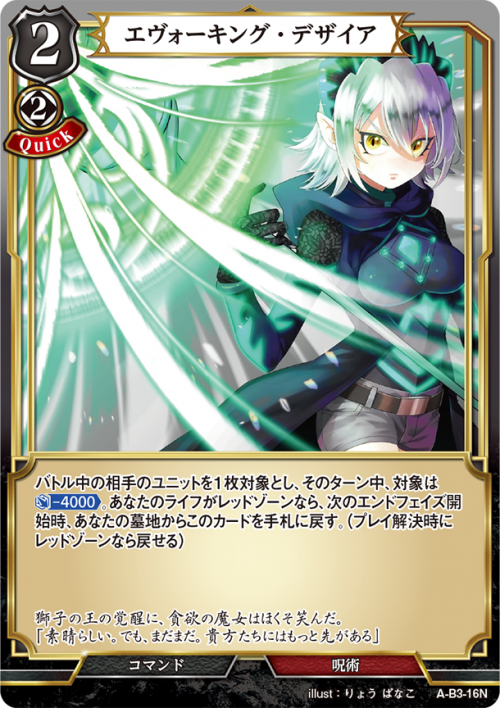 2
エヴォーキング・デザイア
2
Quick
バトル中の相手のユニットを1枚対象とし、そのターン中、対象は
-4000。あなたのライフがレッドゾーンなら、次のエンドフェイズ開
始時、あなたの墓地からこのカードを手札に戻す。(プレイ解決時に
レッドゾーンなら戻せる)
獅子の王の覚醒に、貪欲の魔女はほくそ笑んだ。
「素晴らしい。でも、まだまだ。貴方たちにはもっと先がある」
コマンド
呪術
illust：りょう ばなこ A-B3-16N